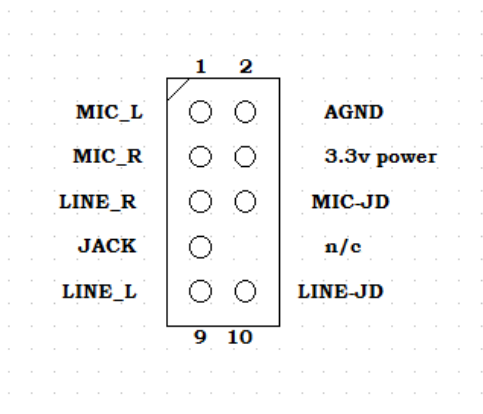 1 2
MIC_L AGND
MIC_R 3.3v power
LINE_R MIC-JD
JACK n/c
LINE_L LINE-JD
9 10